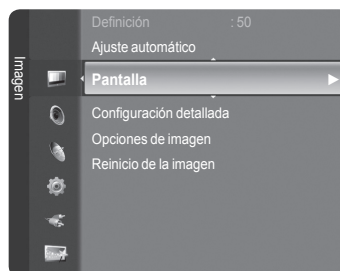 Imagen
Definición : 50
Ajuste automático
Pantalla
Configuración detallada
Opciones de imagen
Reinicio de la imagen